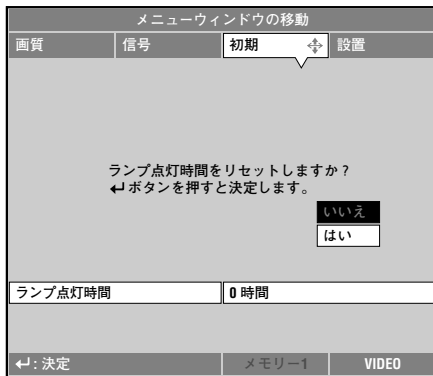 メニューウィンドウの移動
画質 信号 初期 設置
ランプ点灯時間をリセットしますか？
↵ボタンを押すと決定します。
いいえ
はい
ランプ点灯時間 0 時間
↵: 決定 メモリー1 VIDEO